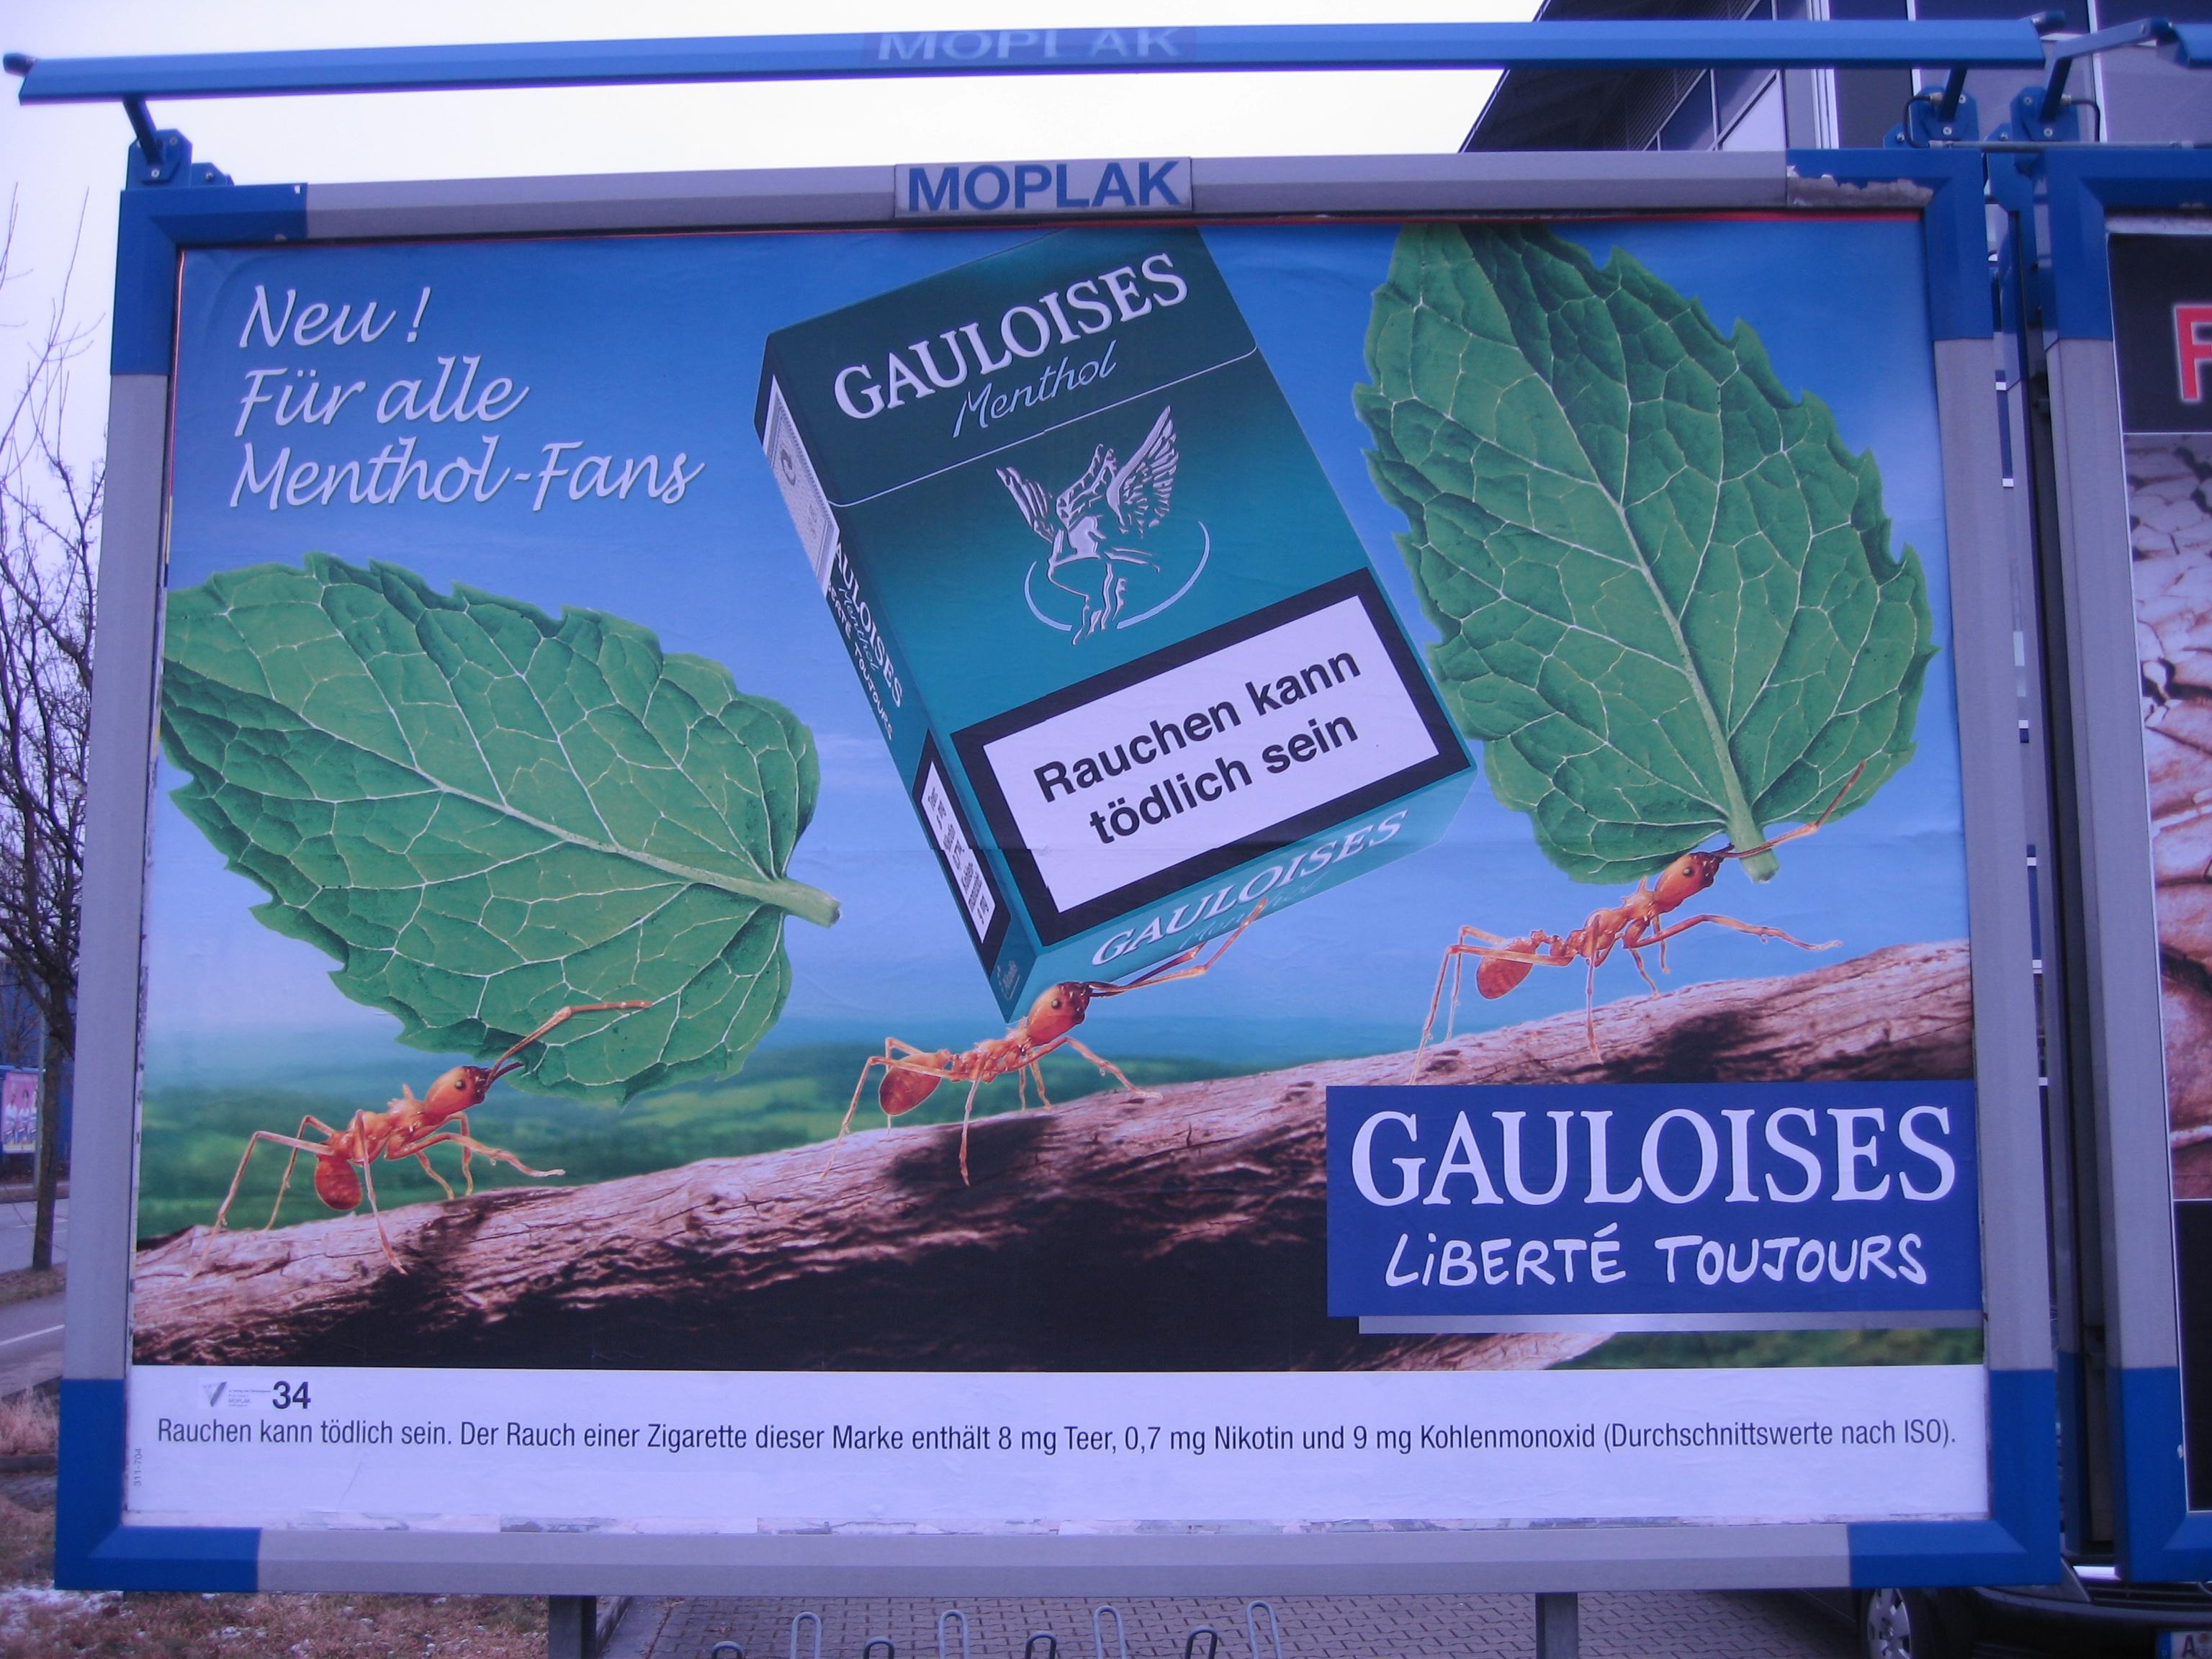 MOPLAK
MOPLAK
Neu!
Für alle
Menthol-Fans
GAULOISES
Menthol
Rauchen kann
tödlich sein
GAULOISES
GAULOISES
LIBERTÉ TOUJOURS
34
Rauchen kann tödlich sein. Der Rauch einer Zigarette dieser Marke enthält 8 mg Teer, 0,7 mg Nikotin und 9 mg Kohlenmonoxid (Durchschnittswerte nach ISO).
311-704